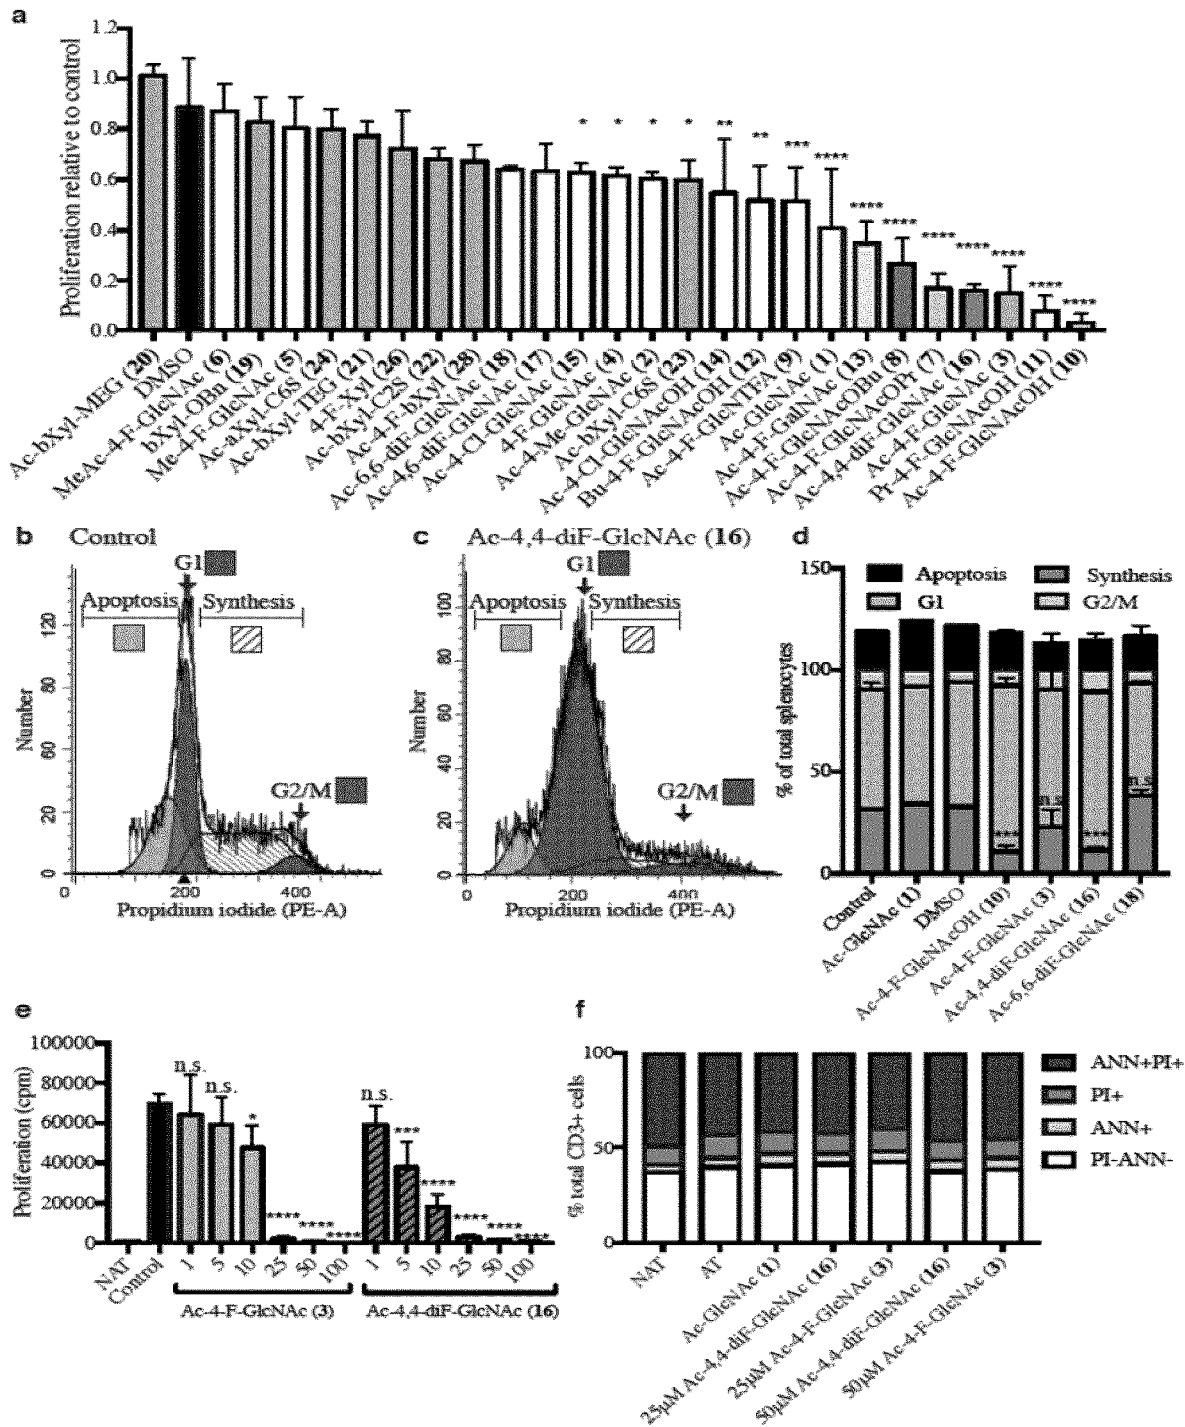 a
Proliferation relative to control
1.2
1.0
0.8
0.6
0.4
0.2
0.0
*
*
*
*
**
**
***
****
****
****
****
****
****
****
****
Ac-bXyl-MEG (20)
DMSO
MeAc-4-F-GlcNAc (6)
bXyl-OBn (19)
Me-4-F-GlcNAc (5)
Ac-aXyl-C6S (24)
Ac-bXyl-TEG (21)
4-F-Xyl (26)
Ac-bXyl-C2S (22)
Ac-4-F-bXyl (28)
Ac-6,6-diF-GlcNAc (18)
Ac-4,6-diF-GlcNAc (17)
Ac-4-Cl-GlcNAc (15)
4-F-GlcNAc (4)
Ac-4-Me-GlcNAc (2)
Ac-bXyl-C6S (23)
Ac-4-Cl-GlcNAcOH (14)
Bu-4-F-GlcNAcOH (12)
Ac-4-F-GlcNTFA (9)
Ac-GlcNAc (1)
Ac-4-F-GalNAc (13)
Ac-4-F-GlcNAcOBn (8)
Ac-4-F-GlcNAcOPr (7)
Ac-4,4-diF-GlcNAc (16)
Ac-4-F-GlcNAc (3)
Pr-4-F-GlcNAcOH (11)
Ac-4-F-GlcNAcOH (10)
b Control
G1
Apoptosis
Synthesis
G2/M
Number
120
80
60
20
0
0
200
400
Propidium iodide (PE-A)
c Ac-4,4-diF-GlcNAc (16)
G1
Apoptosis
Synthesis
G2/M
Number
100
80
60
40
20
0
0
200
400
Propidium iodide (PE-A)
d
Apoptosis
Synthesis
G1
G2/M
% of total splenocytes
150
100
50
0
***
n.s
***
n.s
Control
Ac-GlcNAc (1)
DMSO
Ac-4-F-GlcNAcOH (10)
Ac-4-F-GlcNAc (3)
Ac-4,4-diF-GlcNAc (16)
Ac-6,6-diF-GlcNAc (18)
e
Proliferation (cpm)
100000
80000
60000
40000
20000
0
n.s.
n.s.
*
****
****
****
n.s.
***
****
****
****
****
NAT
Control
1
5
10
25
50
100
1
5
10
25
50
100
Ac-4-F-GlcNAc (3)
Ac-4,4-diF-GlcNAc (16)
f
% total CD3+ cells
100
50
0
ANN+PI+
PI+
ANN+
PI-ANN-
NAT
AT
Ac-GlcNAc (1)
25µM Ac-4,4-diF-GlcNAc (16)
25µM Ac-4-F-GlcNAc (3)
50µM Ac-4,4-diF-GlcNAc (16)
50µM Ac-4-F-GlcNAc (3)